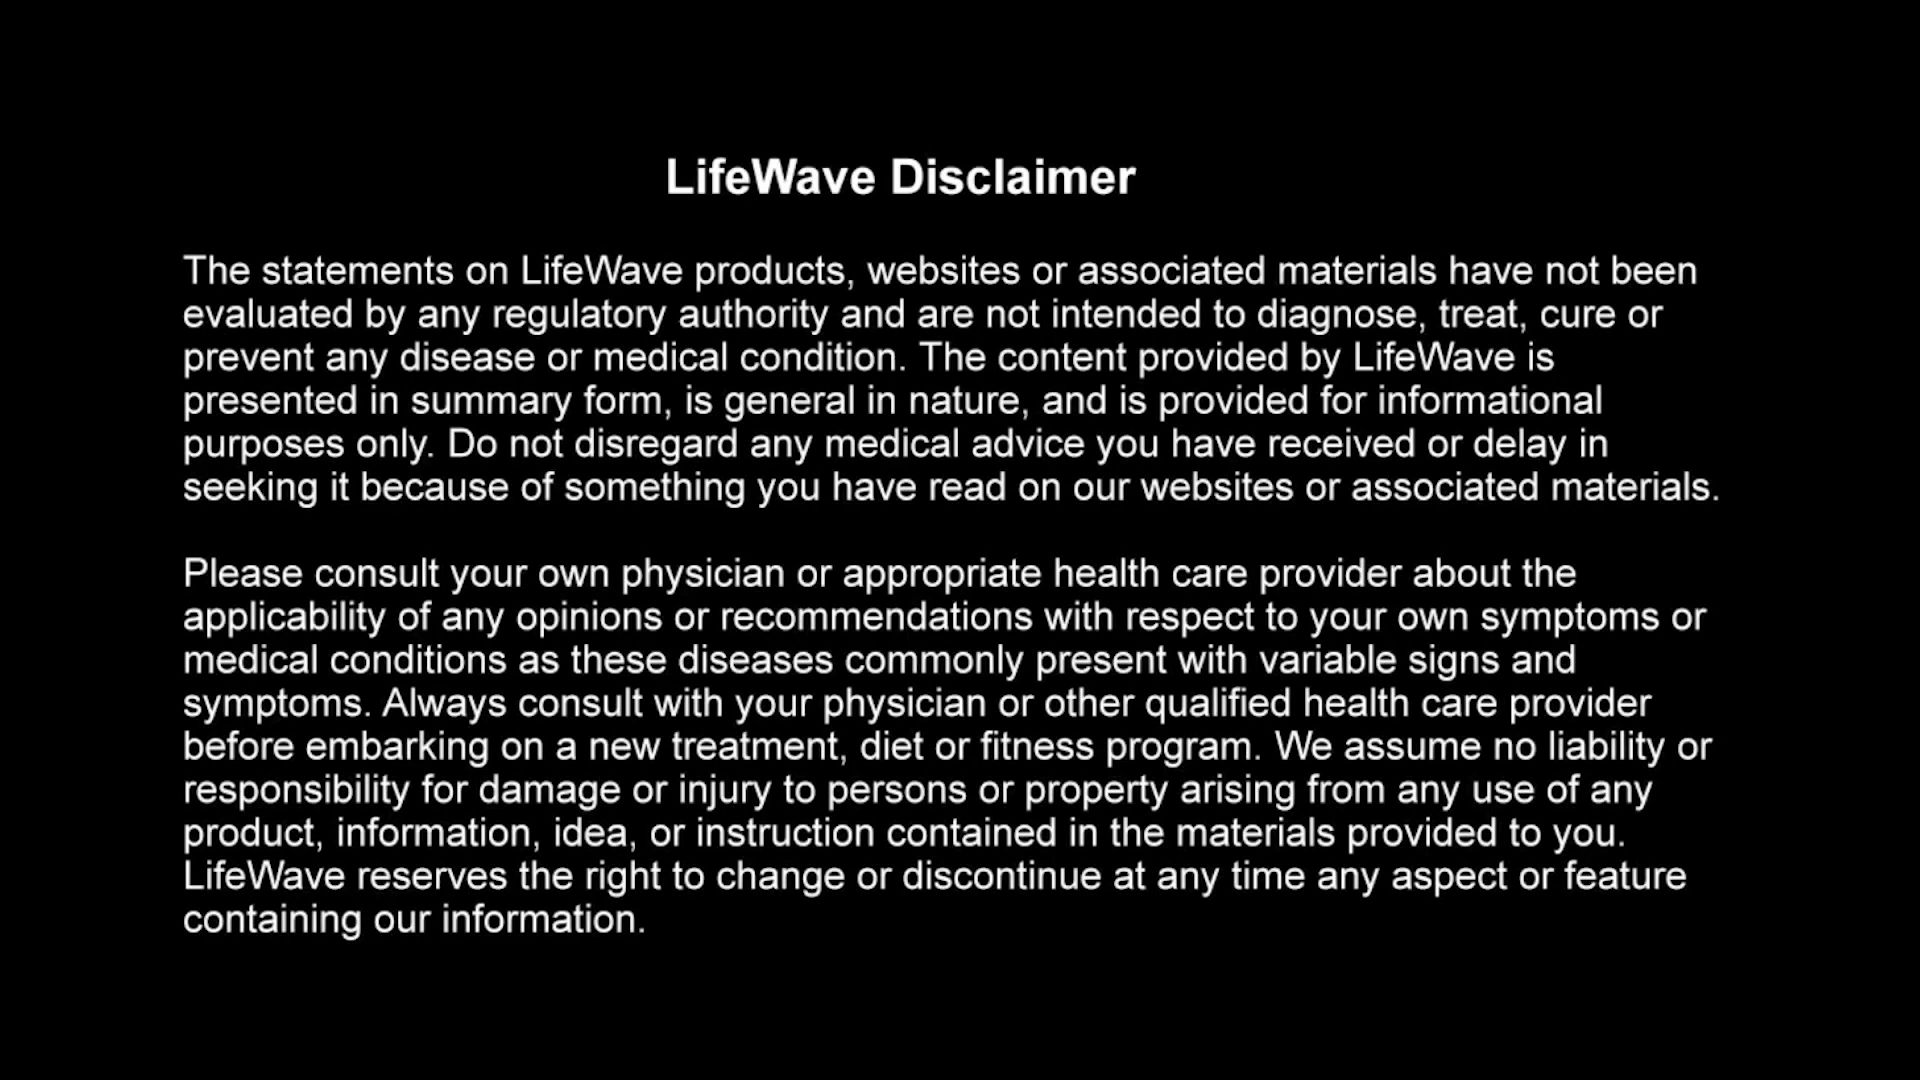 LifeWave Disclaimer
The statements on LifeWave products, websites or associated materials have not been
evaluated by any regulatory authority and are not intended to diagnose, treat, cure or
prevent any disease or medical condition. The content provided by LifeWave is
presented in summary form, is general in nature, and is provided for informational
purposes only. Do not disregard any medical advice you have received or delay in
seeking it because of something you have read on our websites or associated materials.
Please consult your own physician or appropriate health care provider about the
applicability of any opinions or recommendations with respect to your own symptoms or
medical conditions as these diseases commonly present with variable signs and
symptoms. Always consult with your physician or other qualified health care provider
before embarking on a new treatment, diet or fitness program. We assume no liability or
responsibility for damage or injury to persons or property arising from any use of any
product, information, idea, or instruction contained in the materials provided to you.
LifeWave reserves the right to change or discontinue at any time any aspect or feature
containing our information.